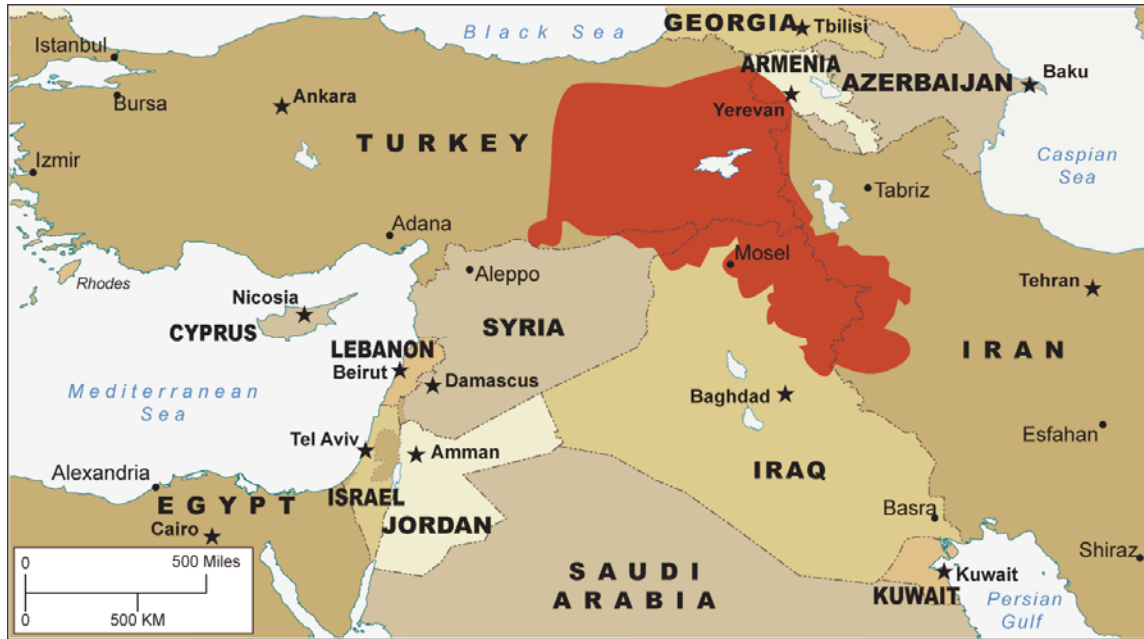 Black Sea
GEORGIA
Tbilisi
Istanbul
ARMENIA
Baku
AZERBAIJAN
Bursa
Ankara
Yerevan
TURKEY
Caspian
Sea
Izmir
Tabriz
Adana
Mosel
Aleppo
Rhodes
Tehran
Nicosia
CYPRUS
SYRIA
LEBANON
Beirut
IRAN
Damascus
Mediterranean
Sea
Baghdad
Tel Aviv
Amman
Esfahan
Alexandria
IRAQ
EGYPT
ISRAEL
JORDAN
Basra
Cairo
Shiraz
0 500 Miles
0 500 KM
SAUDI
ARABIA
Kuwait
KUWAIT
Persian
Gulf